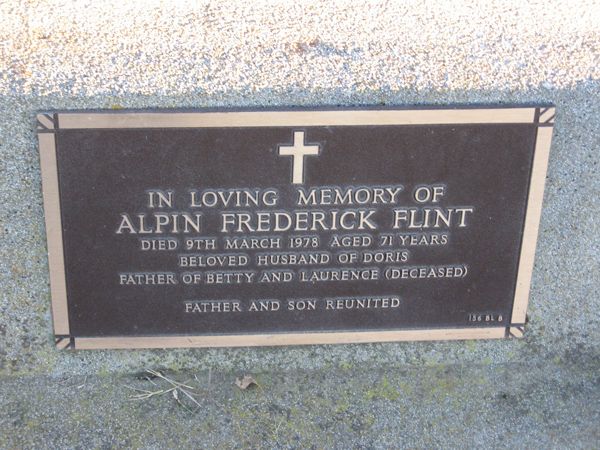 IN LOVING MEMORY OF
ALPIN FREDERICK FLINT
DIED 9TH MARCH 1978 AGED 71 YEARS
BELOVED HUSBAND OF DORIS
FATHER OF BETTY AND LAURENCE (DECEASED)
FATHER AND SON REUNITED
156 BL B